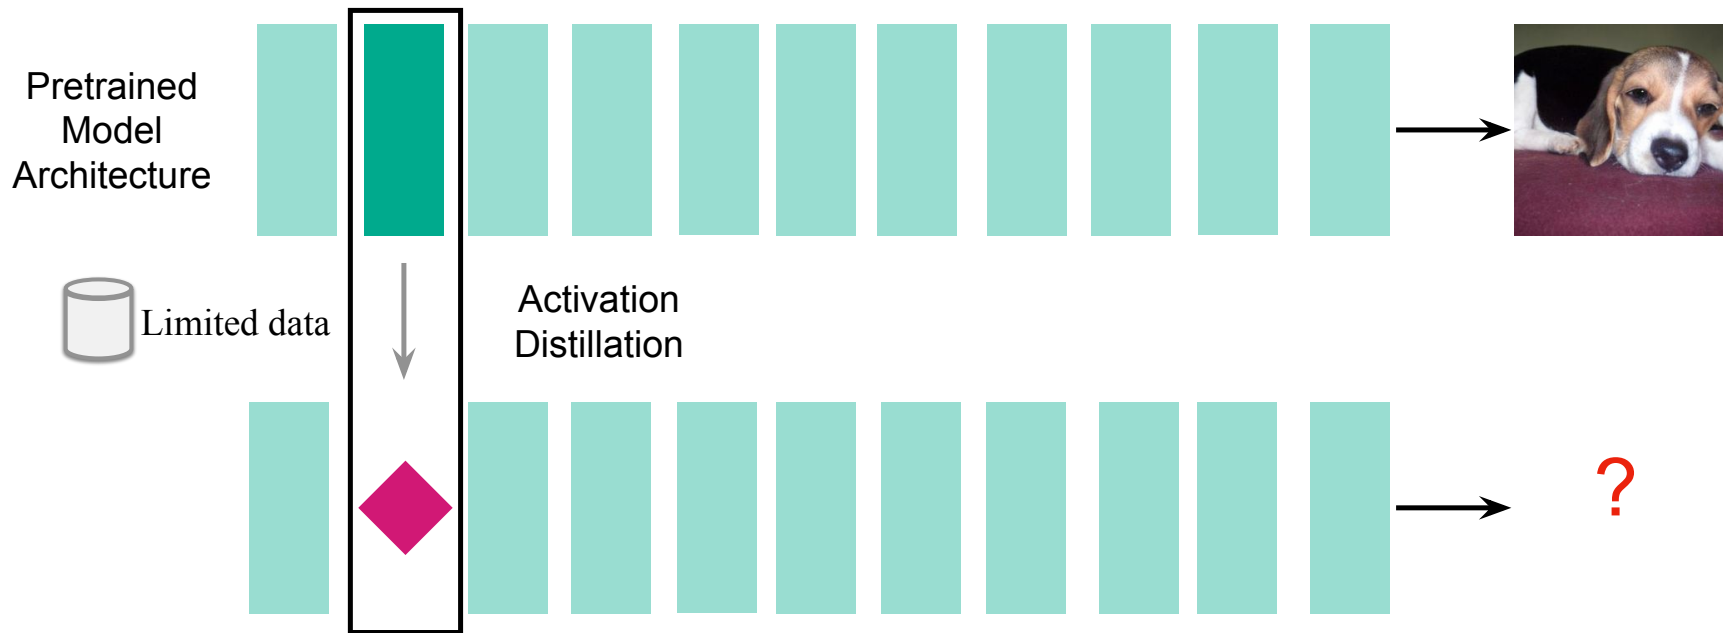 Pretrained
Model
Architecture
Limited data
Activation
Distillation
?